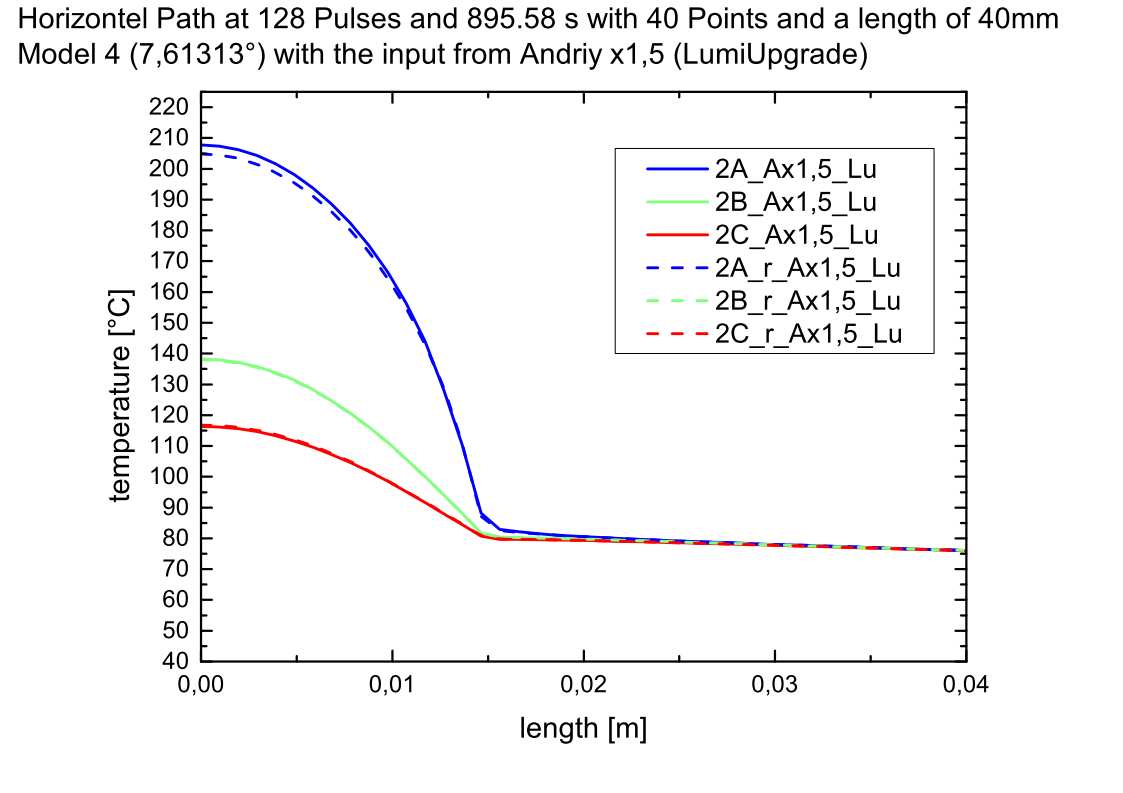 Horizontel Path at 128 Pulses and 895.58 s with 40 Points and a length of 40mm
Model 4 (7,61313°) with the input from Andriy x1,5 (LumiUpgrade)
220
210
200
190
180
170
160
150
140
130
120
110
100
90
80
70
60
50
40
temperature [°C]
2A_Ax1,5_Lu
2B_Ax1,5_Lu
2C_Ax1,5_Lu
2A_r_Ax1,5_Lu
2B_r_Ax1,5_Lu
2C_r_Ax1,5_Lu
0,00 0,01 0,02 0,03 0,04
length [m]